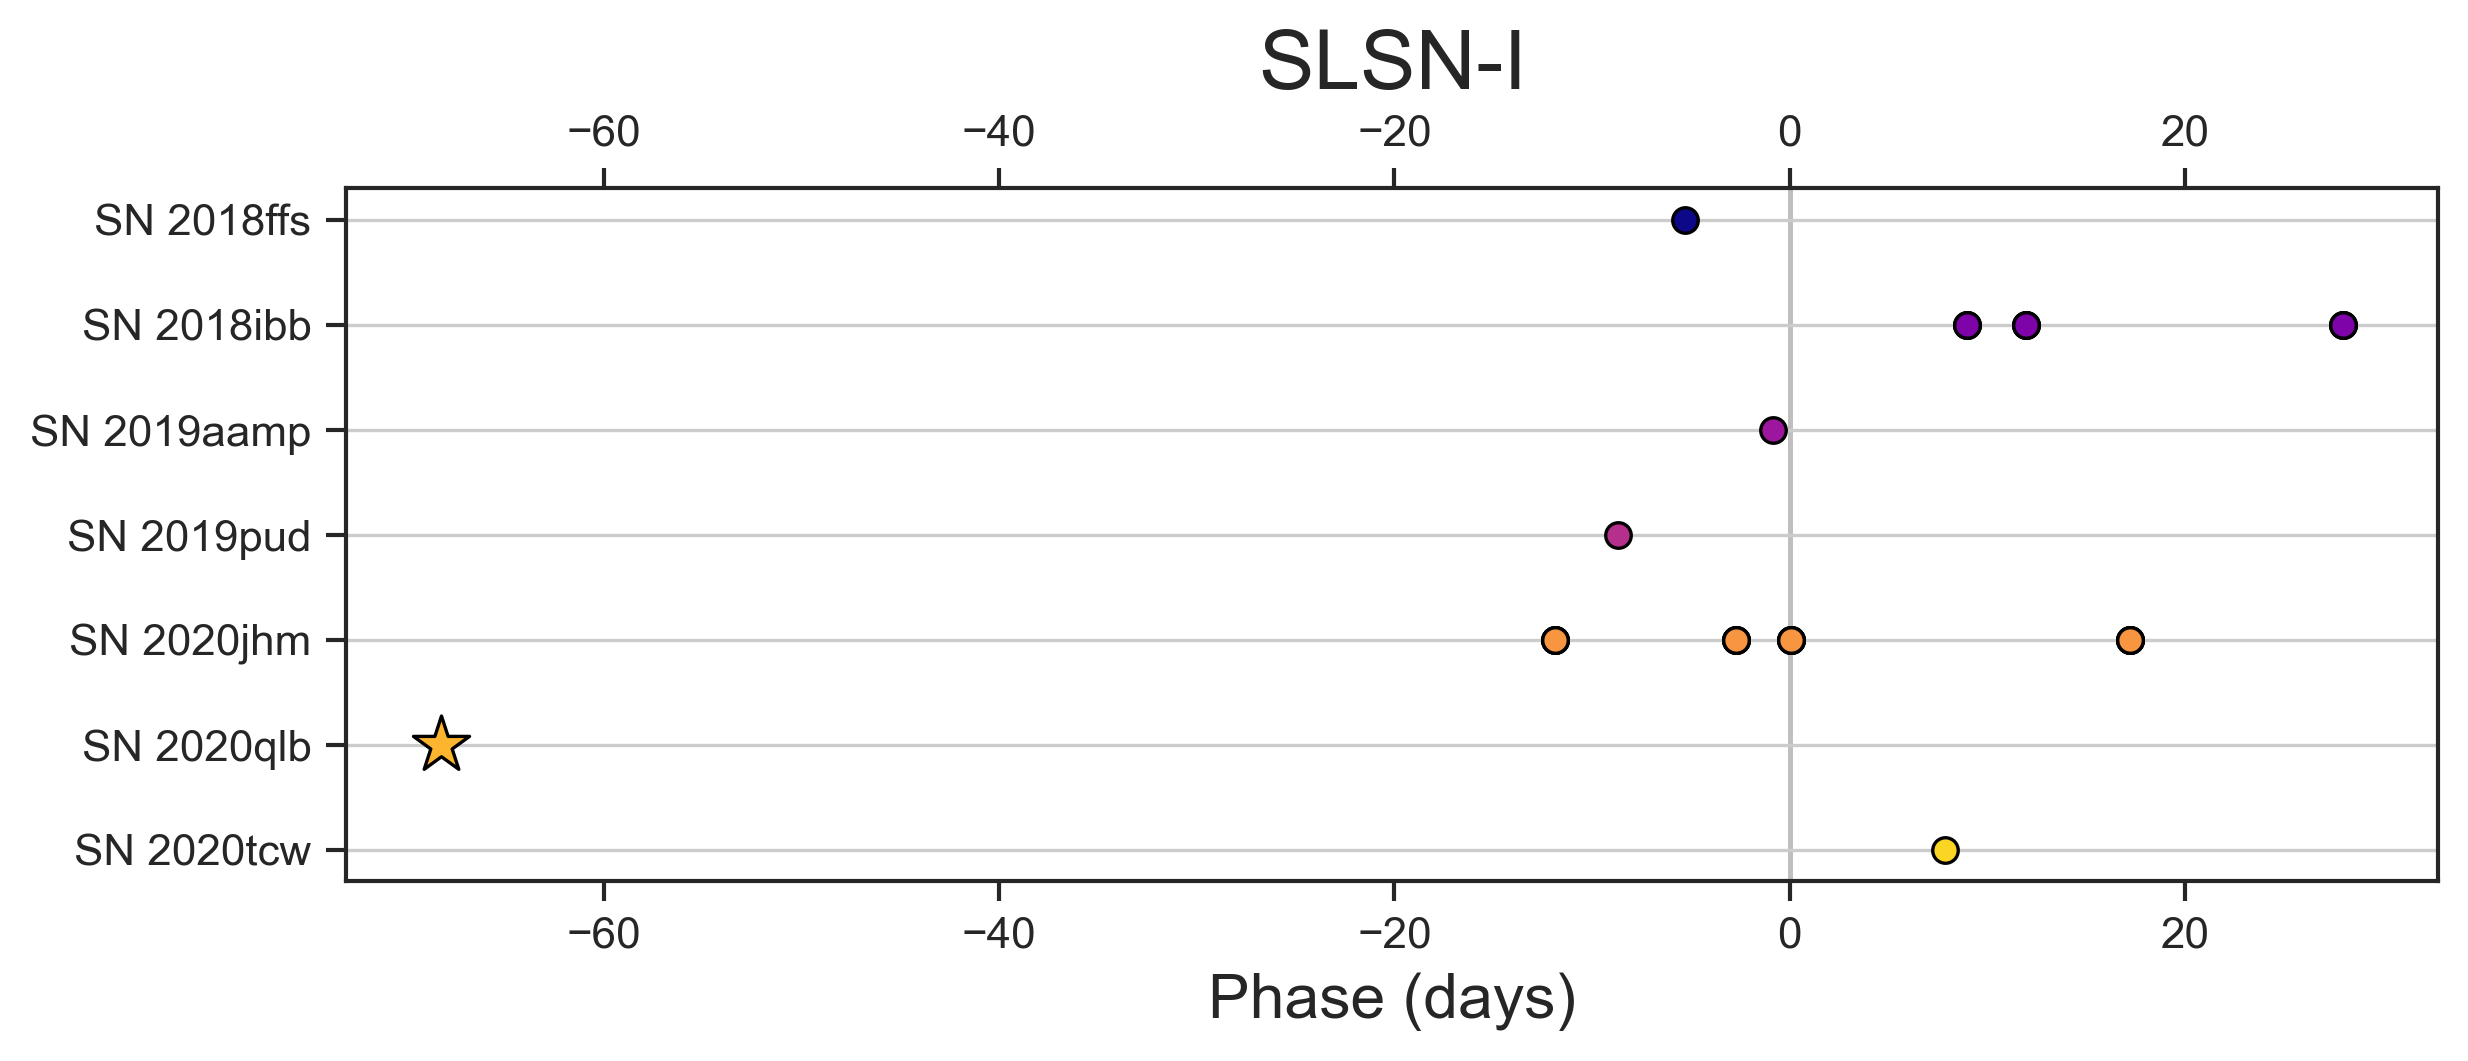 SLSN-I
−60 −40 −20 0 20
SN 2018ffs
SN 2018ibb
SN 2019aamp
SN 2019pud
SN 2020jhm
SN 2020qlb
SN 2020tcw
−60 −40 −20 0 20
Phase (days)